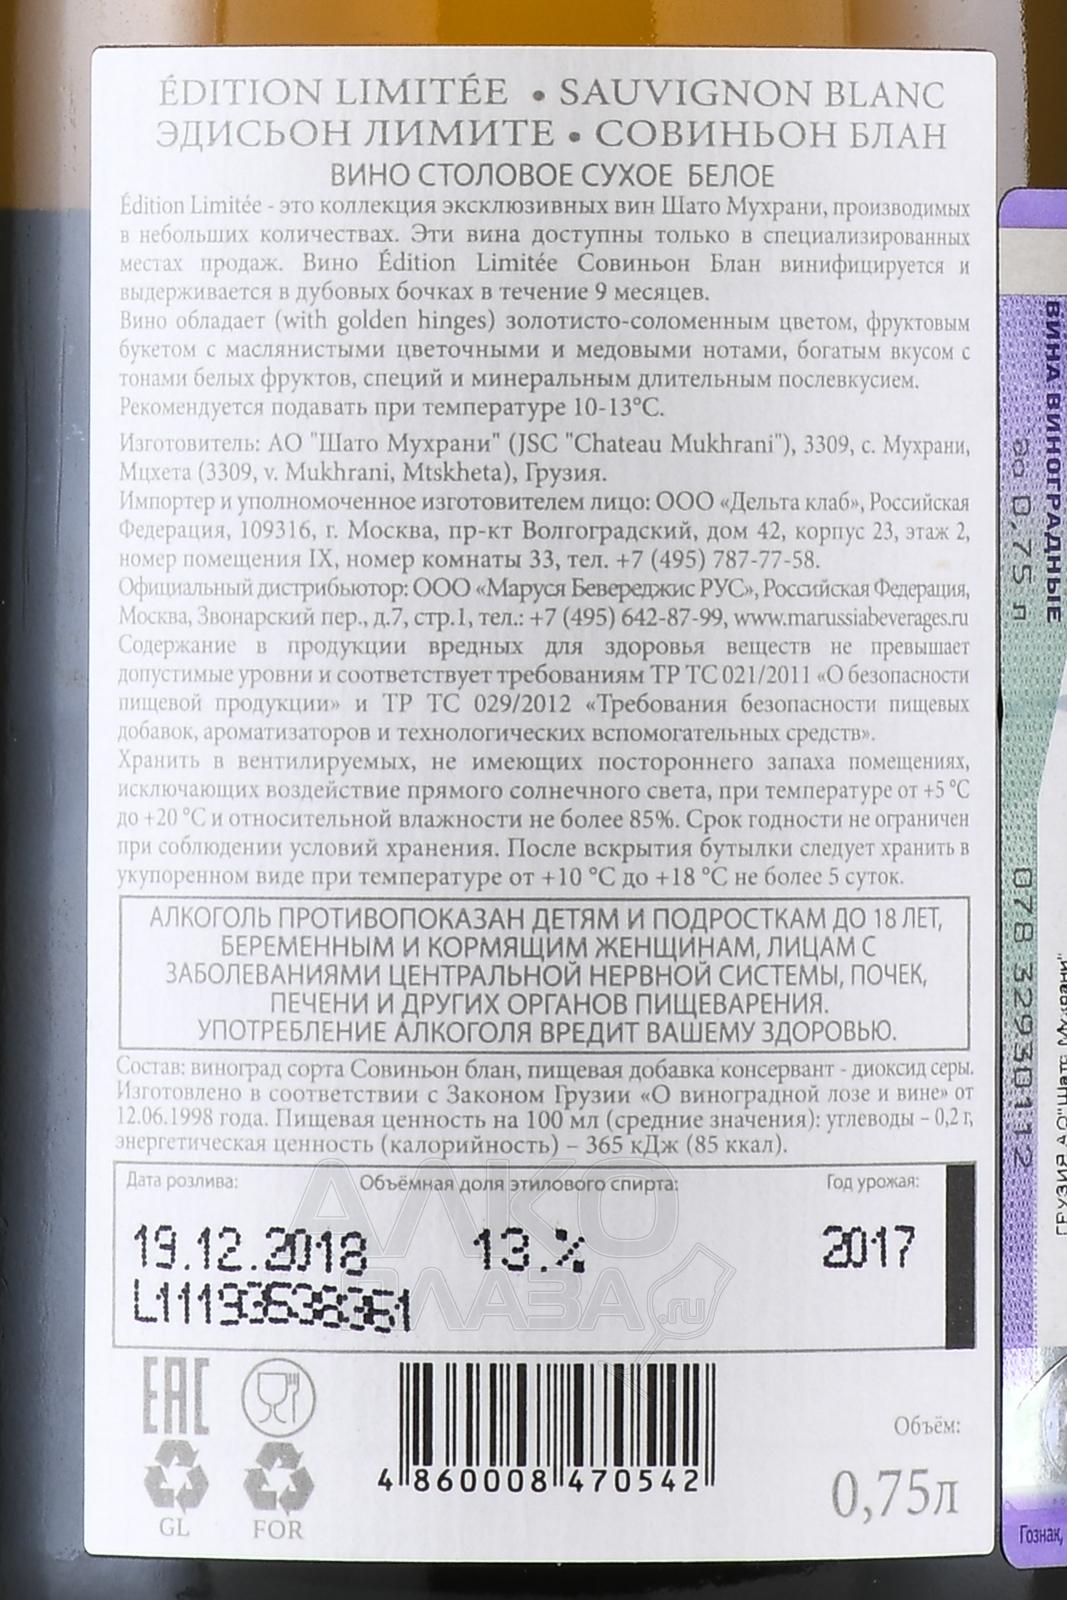 ÉDITION LIMITÉE • SAUVIGNON BLANC
ЭДИСЬОН ЛИМИТЕ • СОВИНЬОН БЛАН
ВИНО СТОЛОВОЕ СУХОЕ БЕЛОЕ
Édition Limitée - это коллекция эксклюзивных вин Шато Мухрани, производимых
в небольших количествах. Эти вина доступны только в специализированных
местах продаж. Вино Édition Limitée Совиньон Блан винифицируется и
выдерживается в дубовых бочках в течение 9 месяцев.
Вино обладает (with golden hinges) золотисто-соломенным цветом, фруктовым
букетом с маслянистыми цветочными и медовыми нотами, богатым вкусом с
тонами белых фруктов, специй и минеральным длительным послевкусием.
Рекомендуется подавать при температуре 10-13°C.
Изготовитель: АО "Шато Мухрани" (JSC "Chateau Mukhrani"), 3309, с. Мухрани,
Мцхета (3309, v. Mukhrani, Mtskheta), Грузия.
Импортер и уполномоченное изготовителем лицо: ООО «Дельта клаб», Российская
Федерация, 109316, г. Москва, пр-кт Волгоградский, дом 42, корпус 23, этаж 2,
номер помещения IX, номер комнаты 33, тел. +7 (495) 787-77-58.
Официальный дистрибьютор: ООО «Маруся Бевереджис РУС», Российская Федерация,
Москва, Звонарский пер., д.7, стр.1, тел.: +7 (495) 642-87-99, www.marussiabeverages.ru
Содержание в продукции вредных для здоровья веществ не превышает
допустимые уровни и соответствует требованиям ТР ТС 021/2011 «О безопасности
пищевой продукции» и ТР ТС 029/2012 «Требования безопасности пищевых
добавок, ароматизаторов и технологических вспомогательных средств».
Хранить в вентилируемых, не имеющих постороннего запаха помещениях,
исключающих воздействие прямого солнечного света, при температуре от +5 °C
до +20 °C и относительной влажности не более 85%. Срок годности не ограничен
при соблюдении условий хранения. После вскрытия бутылки следует хранить в
укупоренном виде при температуре от +10 °C до +18 °C не более 5 суток.
АЛКОГОЛЬ ПРОТИВОПОКАЗАН ДЕТЯМ И ПОДРОСТКАМ ДО 18 ЛЕТ,
БЕРЕМЕННЫМ И КОРМЯЩИМ ЖЕНЩИНАМ, ЛИЦАМ С
ЗАБОЛЕВАНИЯМИ ЦЕНТРАЛЬНОЙ НЕРВНОЙ СИСТЕМЫ, ПОЧЕК,
ПЕЧЕНИ И ДРУГИХ ОРГАНОВ ПИЩЕВАРЕНИЯ.
УПОТРЕБЛЕНИЕ АЛКОГОЛЯ ВРЕДИТ ВАШЕМУ ЗДОРОВЬЮ.
Состав: виноград сорта Совиньон блан, пищевая добавка консервант - диоксид серы.
Изготовлено в соответствии с Законом Грузии «О виноградной лозе и вине» от
12.06.1998 года. Пищевая ценность на 100 мл (средние значения): углеводы – 0,2 г,
энергетическая ценность (калорийность) – 365 кДж (85 ккал).
Дата розлива: Объёмная доля этилового спирта: Год урожая:
19.12.2018 13.% 2017
АЛКО
ПЛАЗА.ru
EAC
GL FOR
4 860008 470542
Объём:
0,75л
ВИНА ВИНОГРАДНЫЕ
до 0,75 л
078 32930112
ГРУЗИЯ АО"Шато Мухрани"
Гознак,